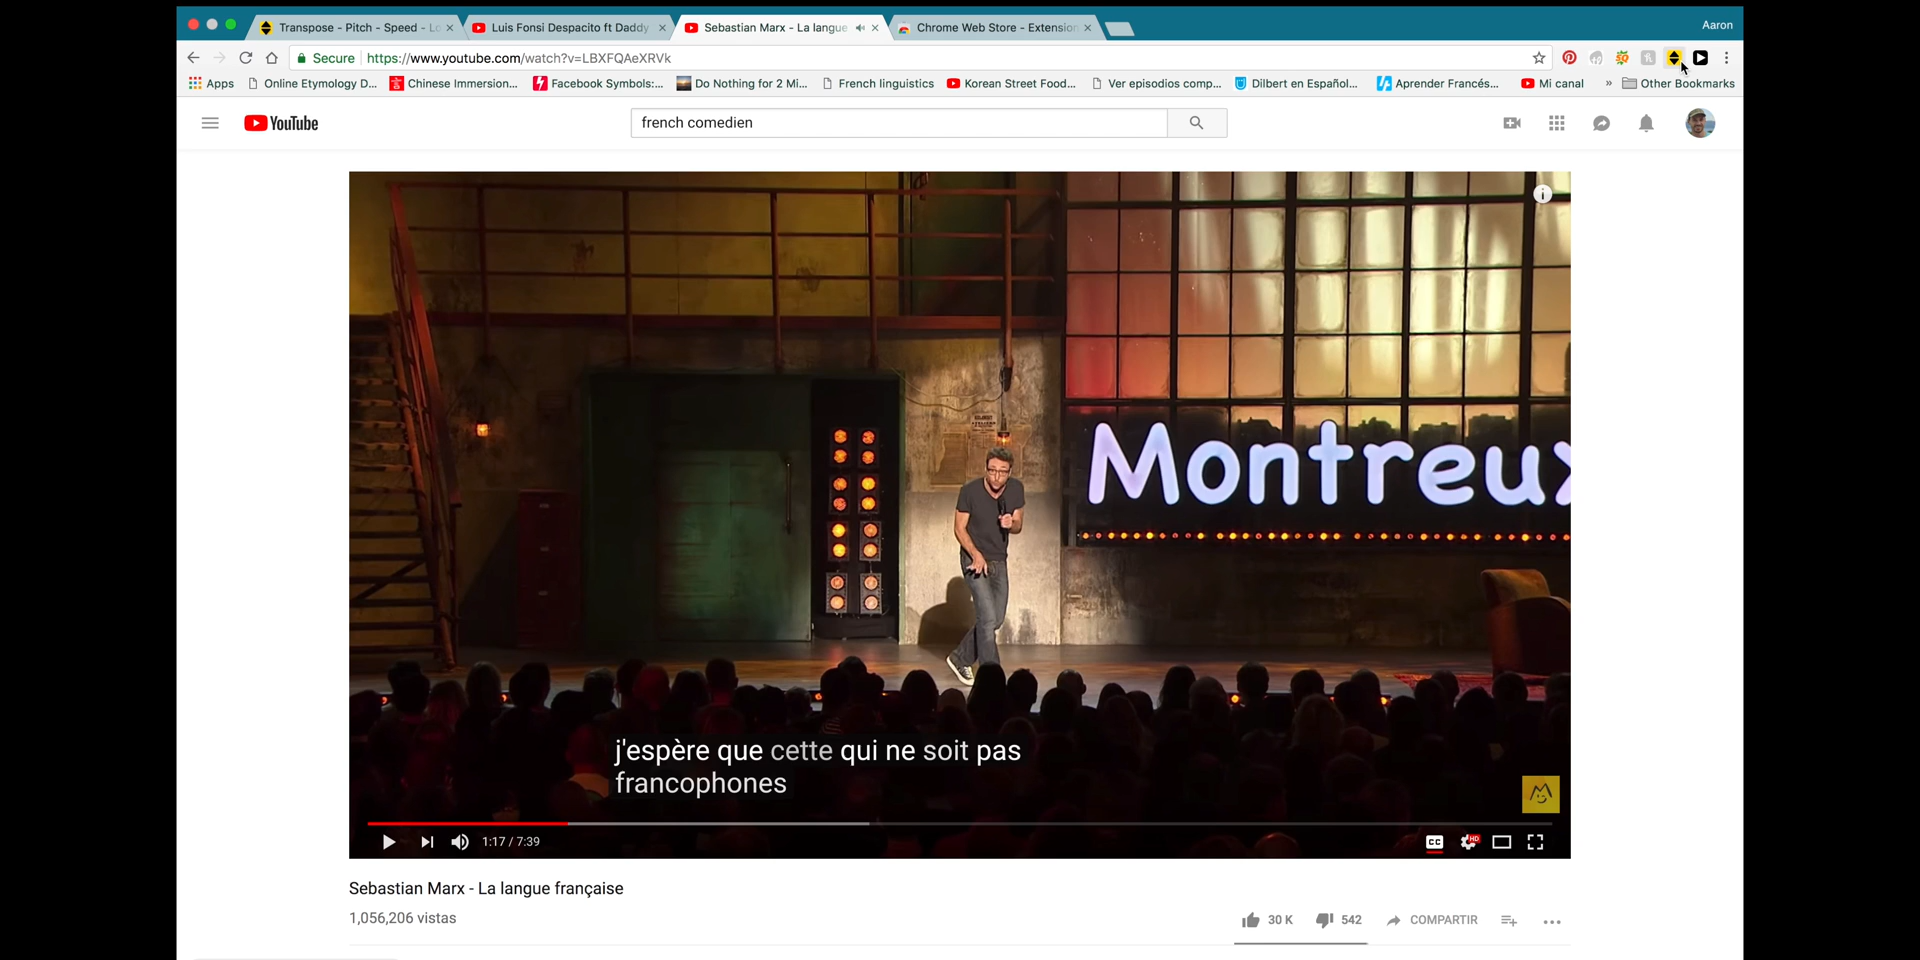 Transpose - Pitch - Speed - Lo
Luis Fonsi Despacito ft Daddy
Sebastian Marx - La langue
Chrome Web Store - Extension
Aaron
Secure
https://www.youtube.com/watch?v=LBXFQAeXRVk
Apps
Online Etymology D...
Chinese Immersion...
Facebook Symbols:...
Do Nothing for 2 Mi...
French linguistics
Korean Street Food...
Ver episodios comp...
Dilbert en Español...
Aprender Francés...
Mi canal
»
Other Bookmarks
YouTube
french comedien
Montreux
j'espère que cette qui ne soit pas
francophones
1:17 / 7:39
CC
HD
Sebastian Marx - La langue française
1,056,206 vistas
30 K
542
COMPARTIR